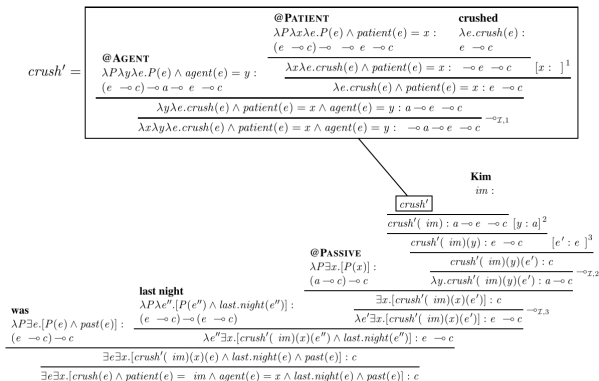 @PATIENT crushed
λPλxλe.P(e) ∧ patient(e) = x : λe.crush(e) :
@AGENT (e ⊸ c) ⊸ ⊸ e ⊸ c e ⊸ c
λPλyλe.P(e) ∧ agent(e) = y : λxλe.crush(e) ∧ patient(e) = x : ⊸ e ⊸ c [x : ]¹
crush′ = (e ⊸ c) ⊸ a ⊸ e ⊸ c λe.crush(e) ∧ patient(e) = x : e ⊸ c
λyλe.crush(e) ∧ patient(e) = x ∧ agent(e) = y : a ⊸ e ⊸ c
λxλyλe.crush(e) ∧ patient(e) = x ∧ agent(e) = y : ⊸ a ⊸ e ⊸ c ⊸ℐ,1
Kim
im :
crush′
crush′( im) : a ⊸ e ⊸ c [y : a]²
crush′( im)(y) : e ⊸ c [e′ : e ]³
@PASSIVE crush′( im)(y)(e′) : c
λP∃x.[P(x)] : λy.crush′( im)(y)(e′) : a ⊸ c ⊸ℐ,2
(a ⊸ c) ⊸ c
last night ∃x.[crush′( im)(x)(e′)] : c
λPλe″.[P(e″) ∧ last.night(e″)] : λe′∃x.[crush′( im)(x)(e′)] : e ⊸ c ⊸ℐ,3
was (e ⊸ c) ⊸ (e ⊸ c)
λP∃e.[P(e) ∧ past(e)] : λe″∃x.[crush′( im)(x)(e″) ∧ last.night(e″)] : e ⊸ c
(e ⊸ c) ⊸ c
∃e∃x.[crush′( im)(x)(e) ∧ last.night(e) ∧ past(e)] : c
∃e∃x.[crush(e) ∧ patient(e) = im ∧ agent(e) = x ∧ last.night(e) ∧ past(e)] : c